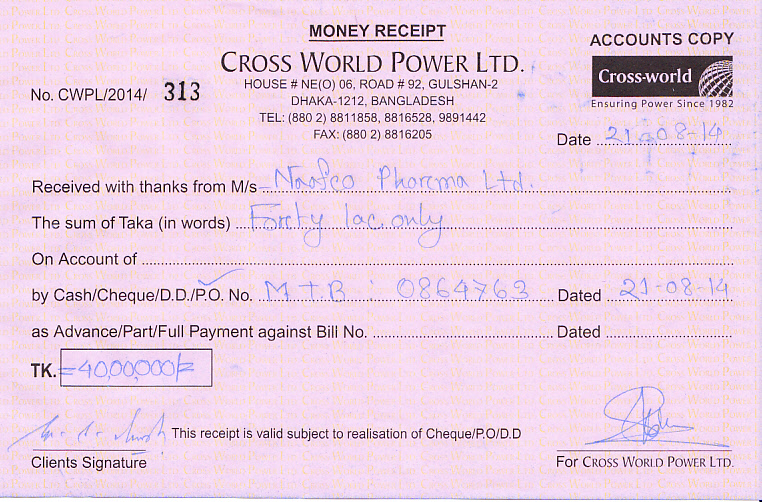 MONEY RECEIPT
ACCOUNTS COPY
CROSS WORLD POWER LTD.
Cross-world
Ensuring Power Since 1982
HOUSE # NE(O) 06, ROAD # 92, GULSHAN-2
DHAKA-1212, BANGLADESH
TEL: (880 2) 8811858, 8816528, 9891442
FAX: (880 2) 8816205
No. CWPL/2014/ 313
Date 21-08-14
Received with thanks from M/s Naafco Pharma Ltd.
The sum of Taka (in words) Forty lac only
On Account of
by Cash/Cheque/D.D./P.O. No. MTB : 0864763 Dated 21-08-14
as Advance/Part/Full Payment against Bill No. Dated
TK. =40,00,000/=
This receipt is valid subject to realisation of Cheque/P.O/D.D
Clients Signature
For CROSS WORLD POWER LTD.